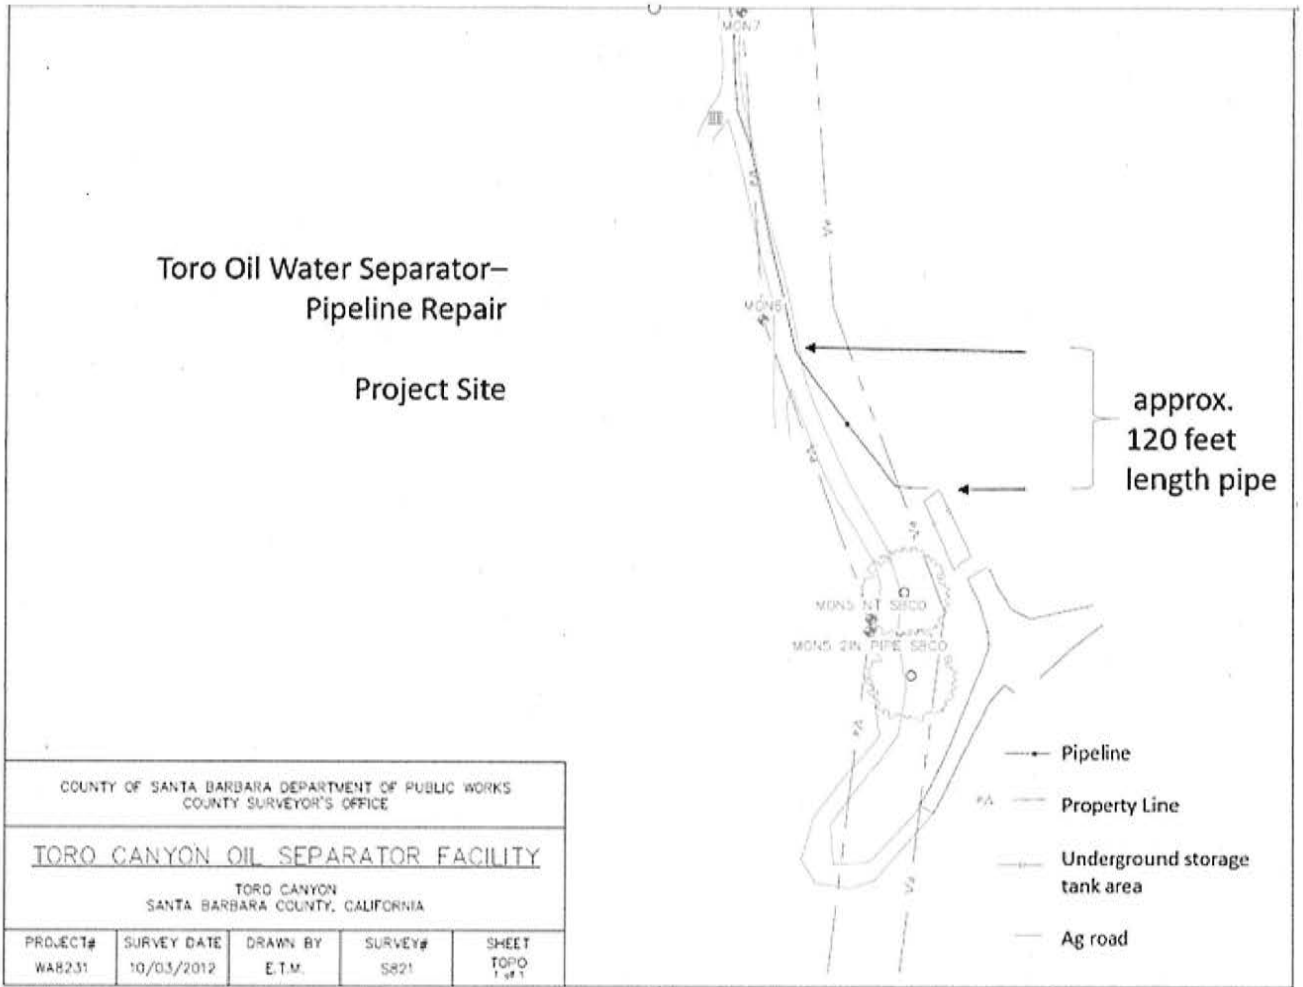 MON7
Toro Oil Water Separator–
Pipeline Repair
MON6
Project Site
approx.
120 feet
length pipe
MON5 NT SBCO
MON5 2IN PIPE SBCO
Pipeline
Property Line
Underground storage
tank area
Ag road
COUNTY OF SANTA BARBARA DEPARTMENT OF PUBLIC WORKS
COUNTY SURVEYOR'S OFFICE
TORO CANYON OIL SEPARATOR FACILITY
TORO CANYON
SANTA BARBARA COUNTY, CALIFORNIA
PROJECT# SURVEY DATE DRAWN BY SURVEY# SHEET
WA8231 10/03/2012 E.T.M. S821 TOPO
1 of 1